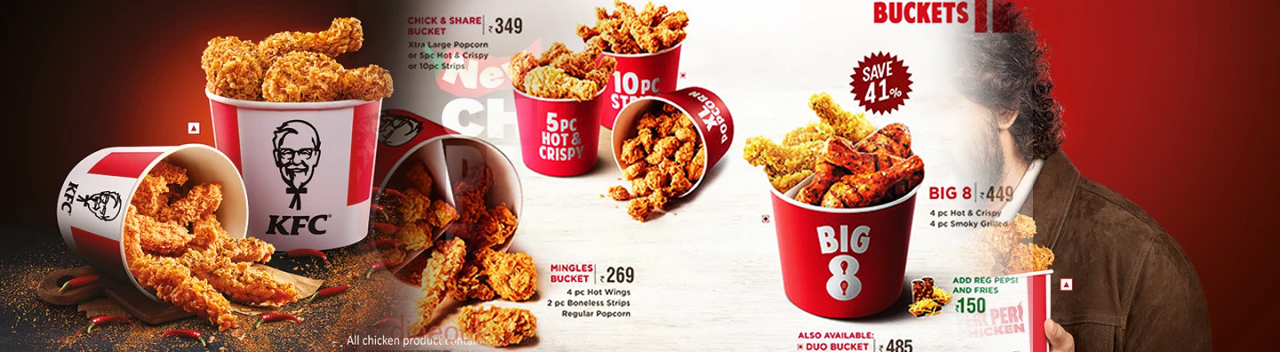 KFC
KFC
CHICK & SHARE
BUCKET
₹349
Xtra Large Popcorn
or 5pc Hot & Crispy
or 10pc Strips
New
CH
10 PC
5 PC
HOT &
CRISPY
XL
POPCORN
MINGLES
BUCKET
₹269
4 pc Hot Wings
2 pc Boneless Strips
Regular Popcorn
All chicken product
BUCKETS
SAVE
41%
BIG
8
BIG 8
₹449
4 pc Hot & Crispy
4 pc Smoky Grilled
ADD REG PEPSI
AND FRIES
₹150
PERI
CHICKEN
ALSO AVAILABLE:
DUO BUCKET
₹485